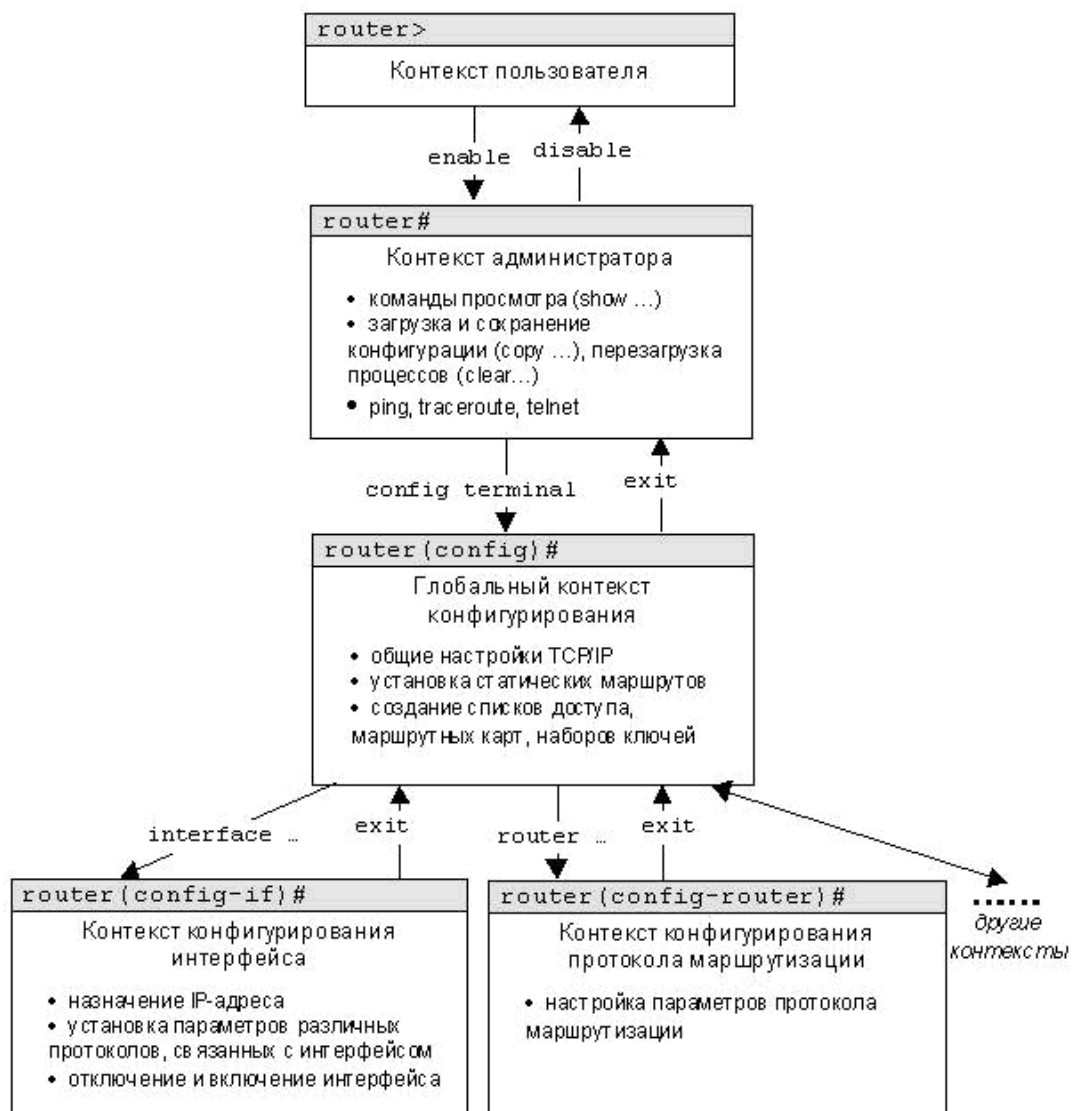 router>
Контекст пользователя
enable
disable
router#
Контекст администратора
• команды просмотра (show ...)
• загрузка и сохранение
конфигурации (copy ...), перезагрузка
процессов (clear...)
• ping, traceroute, telnet
config terminal
exit
router(config)#
Глобальный контекст
конфигурирования
• общие настройки TCP/IP
• установка статических маршрутов
• создание списков доступа,
маршрутных карт, наборов ключей
interface …
exit
router …
exit
router(config-if)#
Контекст конфигурирования
интерфейса
• назначение IP-адреса
• установка параметров различных
протоколов, связанных с интерфейсом
• отключение и включение интерфейса
router(config-router)#
Контекст конфигурирования
протокола маршрутизации
• настройка параметров протокола
маршрутизации
другие
контексты